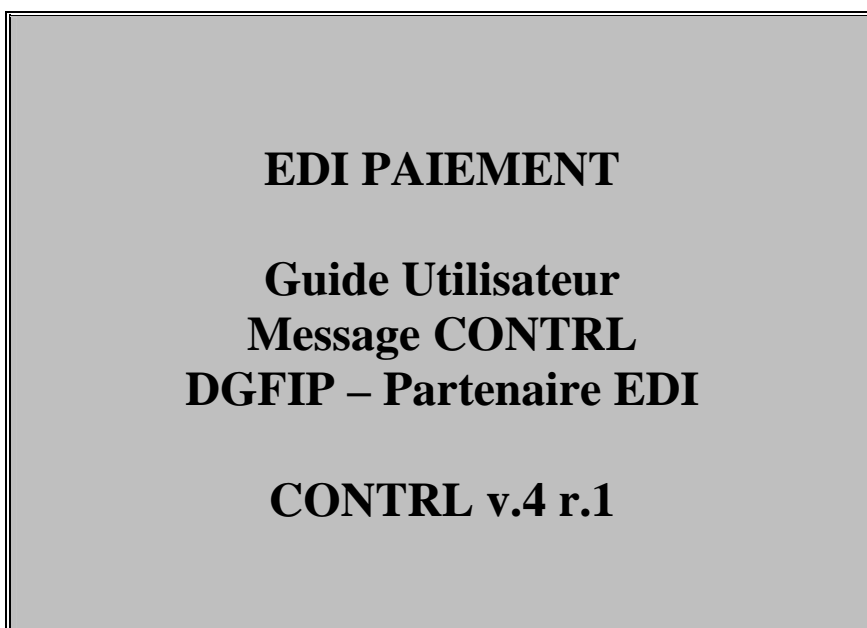 EDI PAIEMENT
Guide Utilisateur
Message CONTRL
DGFIP – Partenaire EDI
CONTRL v.4 r.1